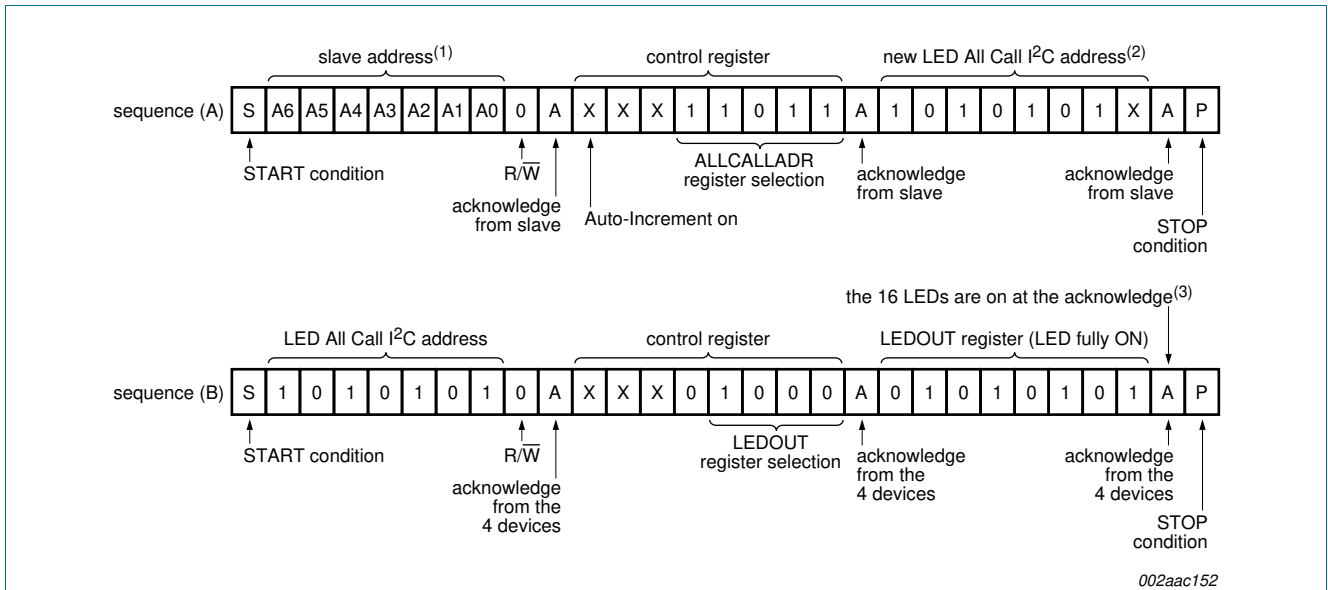 slave address(1) control register new LED All Call I2C address(2)
sequence (A) S A6 A5 A4 A3 A2 A1 A0 0 A X X X 1 1 0 1 1 A 1 0 1 0 1 0 1 X A P
START condition R/W ALLCALLADR acknowledge acknowledge
register selection from slave from slave
acknowledge Auto-Increment on
from slave STOP
condition
the 16 LEDs are on at the acknowledge(3)
LED All Call I2C address control register LEDOUT register (LED fully ON)
sequence (B) S 1 0 1 0 1 0 1 0 A X X X 0 1 0 0 0 A 0 1 0 1 0 1 0 1 A P
START condition R/W LEDOUT acknowledge acknowledge
register selection from the from the
acknowledge 4 devices 4 devices
from the
4 devices STOP
condition
002aac152